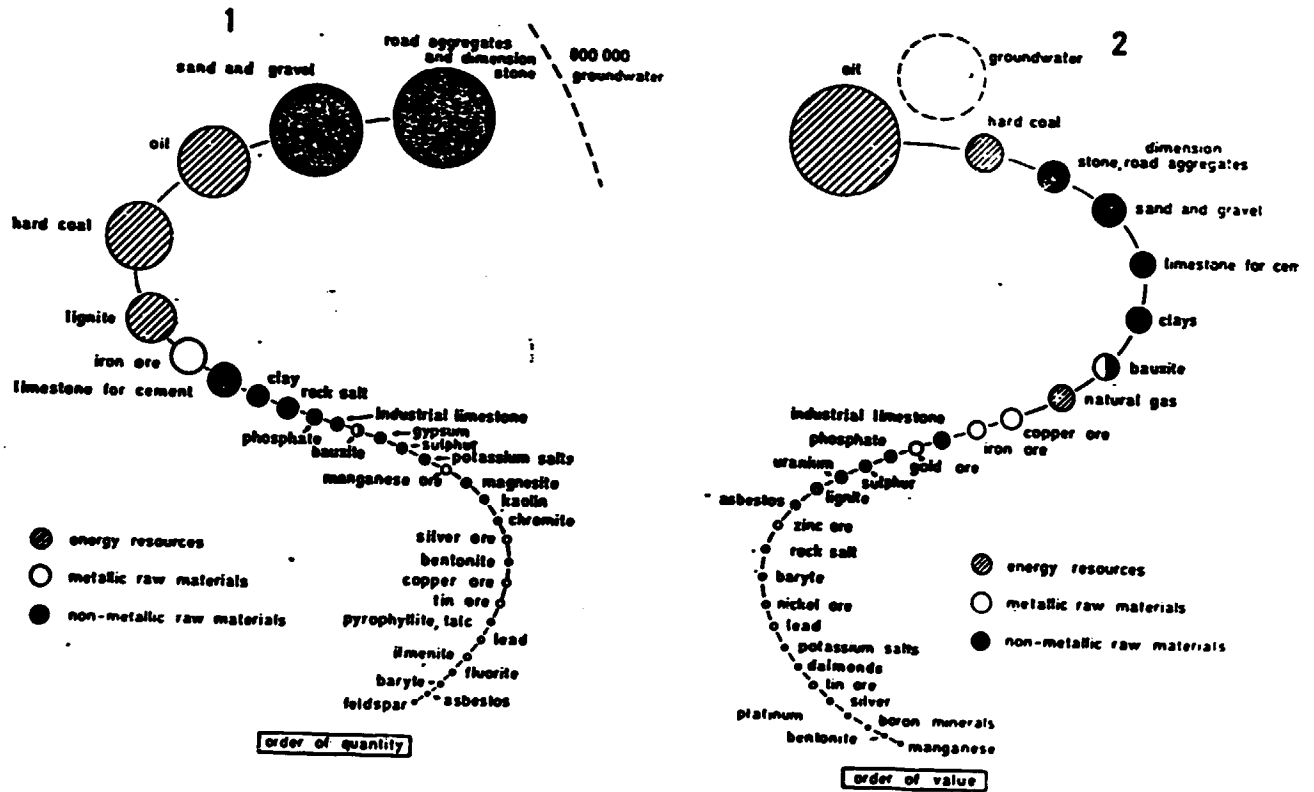 1
road aggregates
and dimension
stone
800 000
groundwater
sand and gravel
oil
hard coal
lignite
iron ore
limestone for cement
clay
rock salt
industrial limestone
phosphate
gypsum
bauxite
sulphur
potassium salts
manganese ore
magnesite
kaolin
chromite
silver ore
bentonite
copper ore
tin ore
pyrophyllite, talc
lead
ilmenite
fluorite
baryte
asbestos
feldspar
energy resources
metallic raw materials
non-metallic raw materials
order of quantity
2
oil
groundwater
hard coal
dimension
stone, road aggregates
sand and gravel
limestone for cem
clays
bauxite
natural gas
copper ore
iron ore
industrial limestone
gold ore
phosphate
sulphur
uranium
lignite
asbestos
zinc ore
rock salt
baryte
nickel ore
lead
potassium salts
daimonds
tin ore
silver
platinum
boron minerals
bentonite
manganese
energy resources
metallic raw materials
non-metallic raw materials
order of value